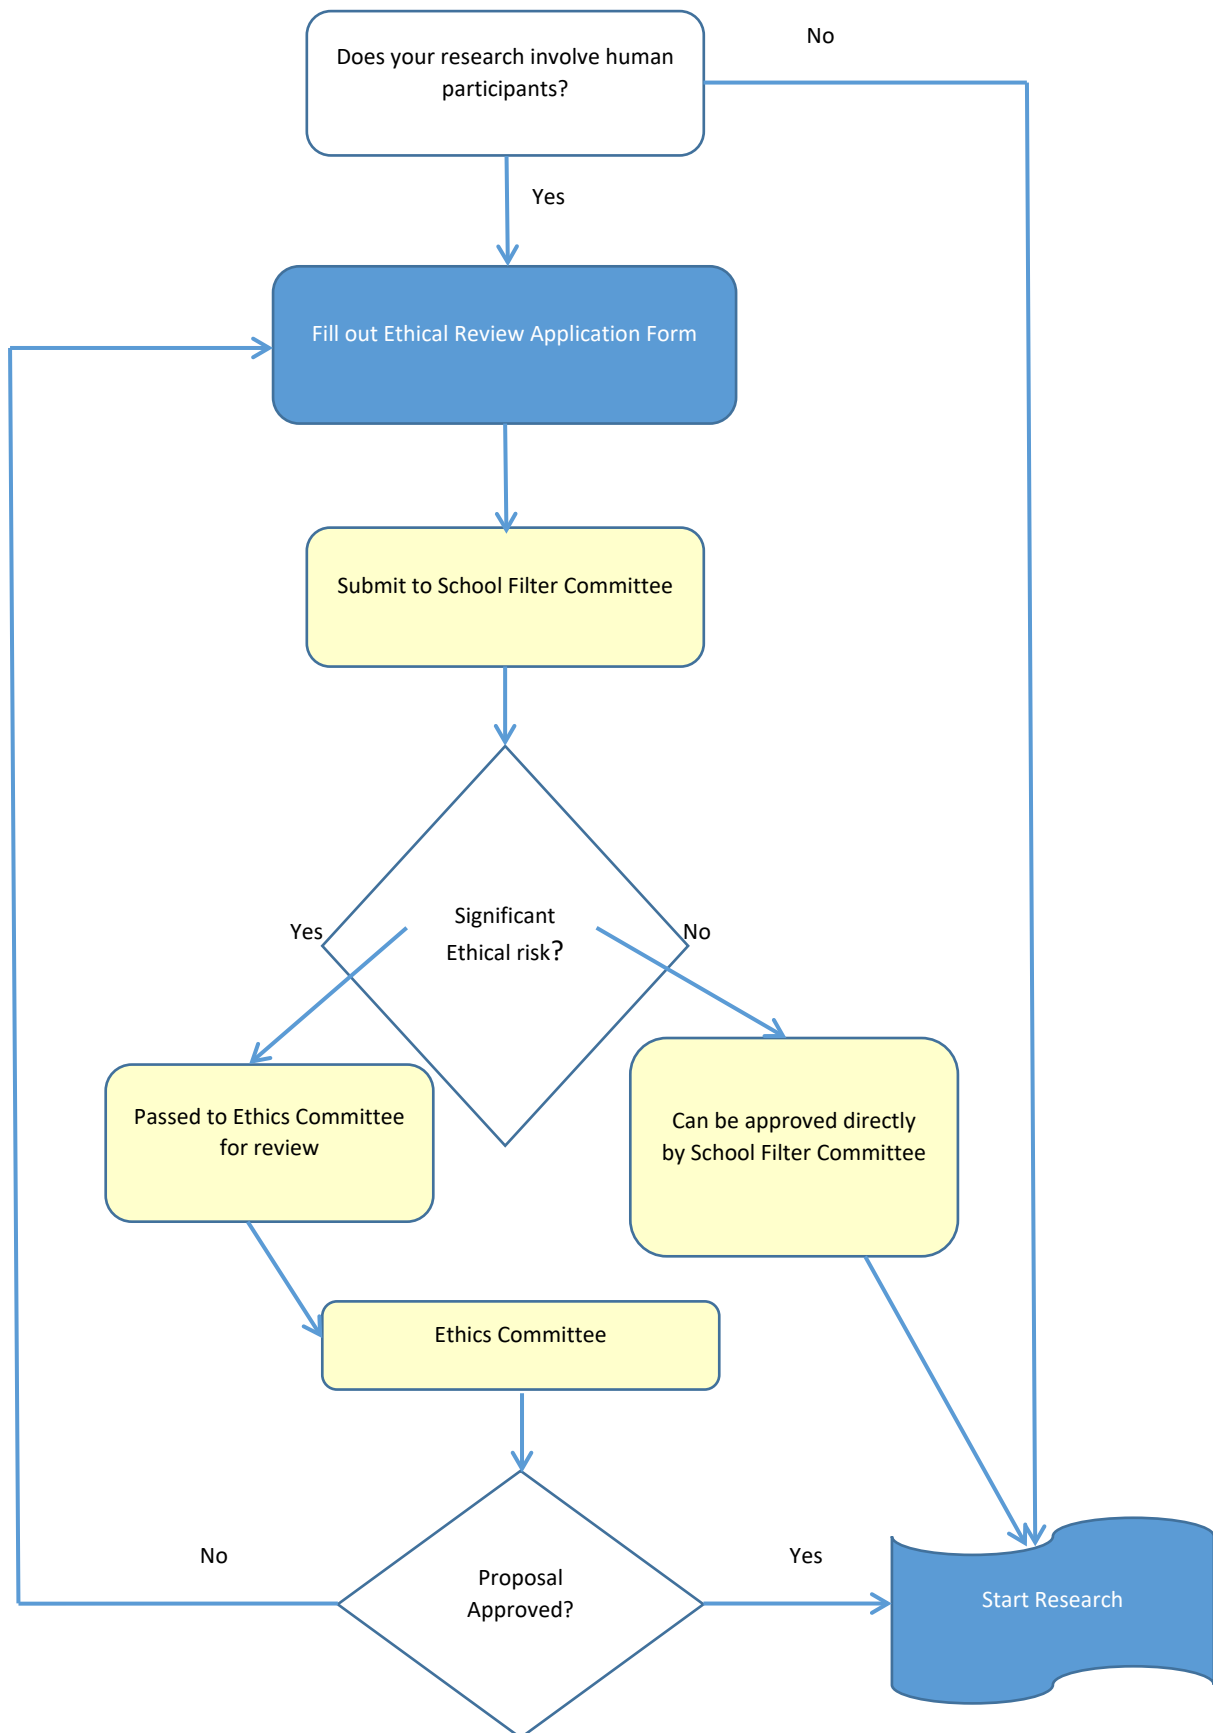 Does your research involve human
participants?
No
Yes
Fill out Ethical Review Application Form
Submit to School Filter Committee
Significant
Ethical risk?
Yes
No
Passed to Ethics Committee
for review
Can be approved directly
by School Filter Committee
Ethics Committee
No
Proposal
Approved?
Yes
Start Research